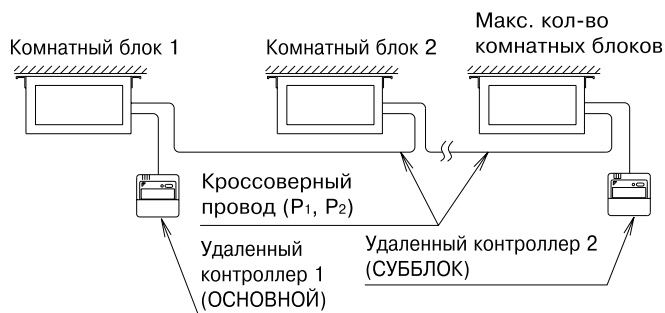 Комнатный блок 1
Комнатный блок 2
Макс. кол-во
комнатных блоков
Кроссоверный
провод (P₁, P₂)
Удаленный
контроллер 1
(ОСНОВНОЙ)
Удаленный контроллер 2
(СУББЛОК)